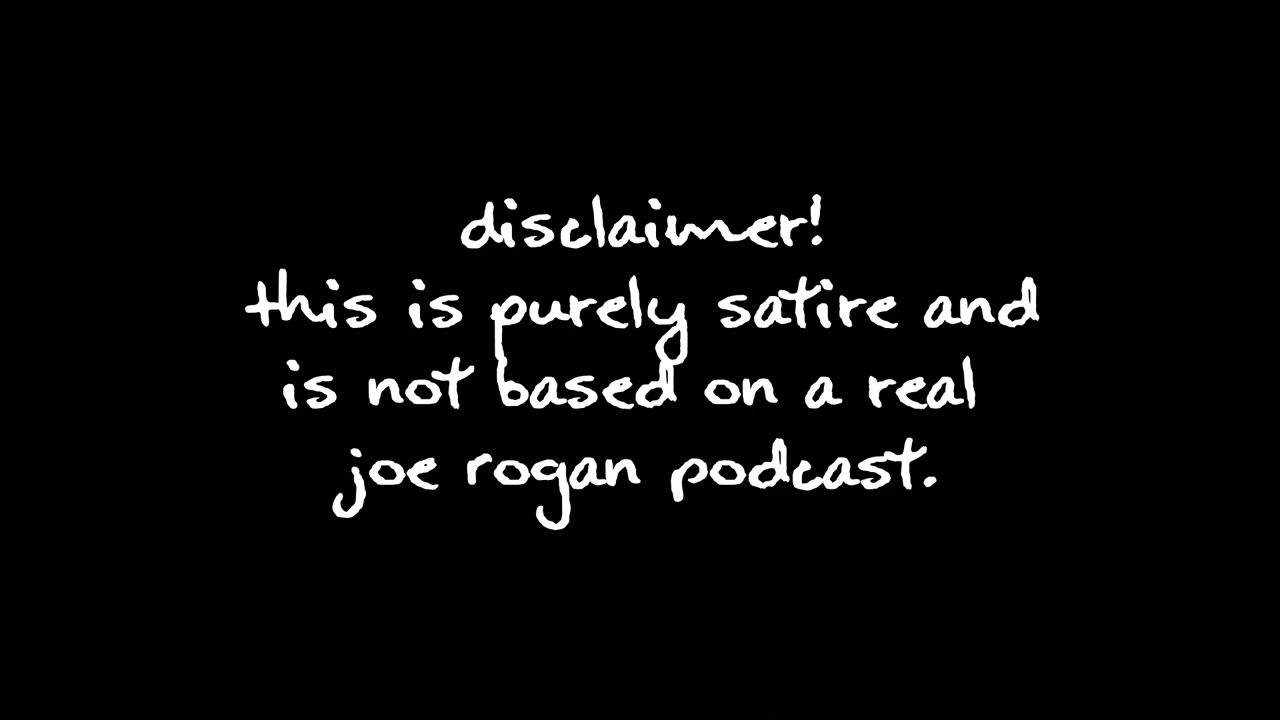 disclaimer!
this is purely satire and
is not based on a real
joe rogan podcast.